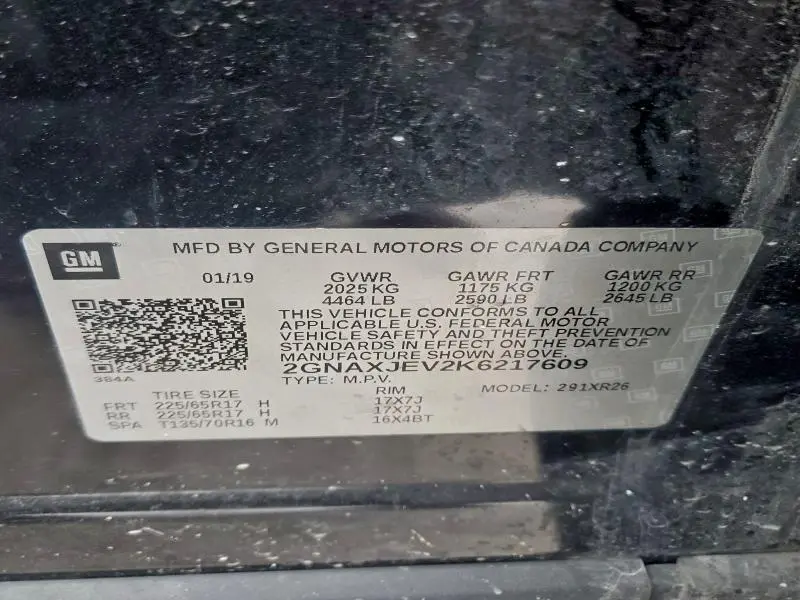 GM
MFD BY GENERAL MOTORS OF CANADA COMPANY
01/19 GVWR GAWR FRT GAWR RR
2025 KG 1175 KG 1200 KG
4464 LB 2590 LB 2645 LB
THIS VEHICLE CONFORMS TO ALL
APPLICABLE U.S. FEDERAL MOTOR
VEHICLE SAFETY AND THEFT PREVENTION
STANDARDS IN EFFECT ON THE DATE OF
MANUFACTURE SHOWN ABOVE.
2GNAXJEV2K6217609
384A
TYPE: M.P.V. MODEL: 291XR26
TIRE SIZE RIM
FRT 225/65R17 H 17X7J
RR 225/65R17 H 17X7J
SPA T135/70R16 M 16X4BT